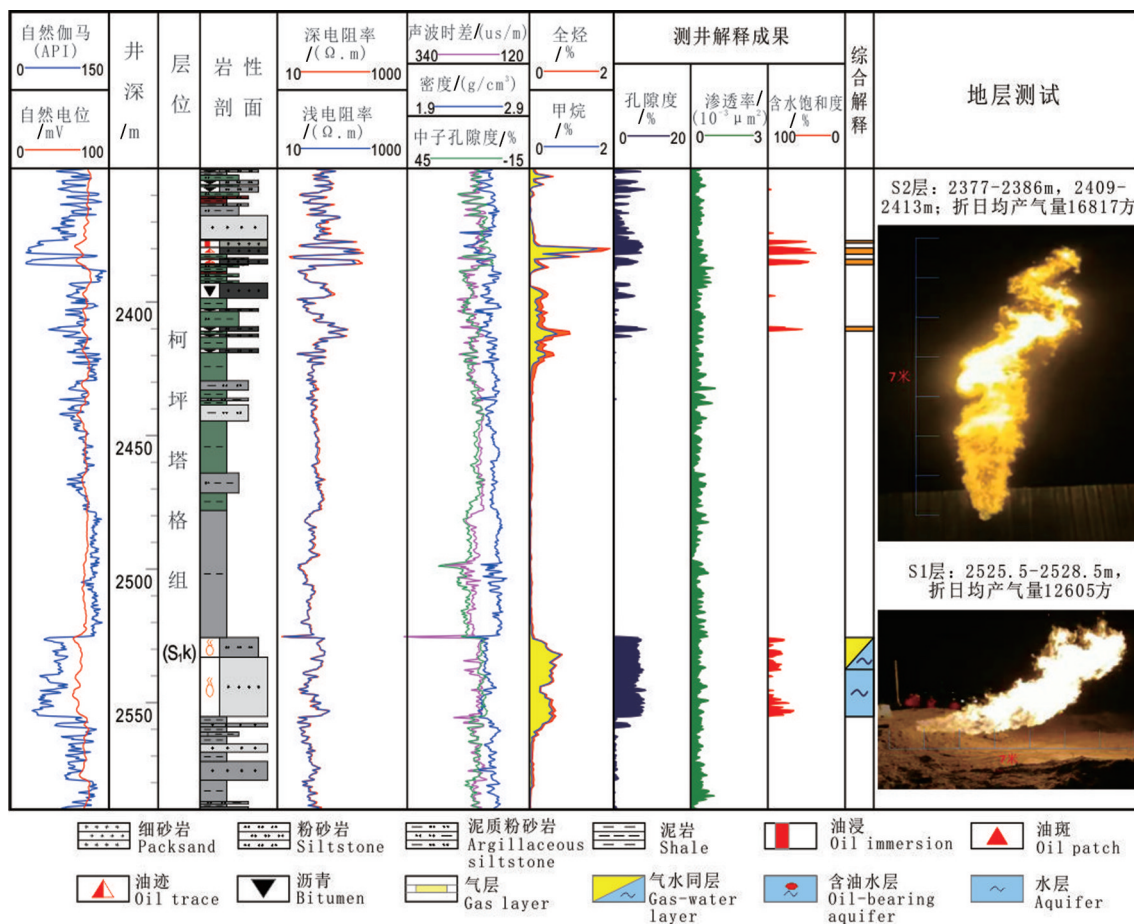 自然伽马
(API)
0 150
自然电位
/mV
0 100
井
深
/m
层
位
岩性
剖面
深电阻率
/(Ω.m)
10 1000
浅电阻率
/(Ω.m)
10 1000
声波时差/(us/m)
340 120
密度/(g/cm³)
1.9 2.9
中子孔隙度/%
45 -15
全烃
/%
0 2
甲烷
/%
0 2
测井解释成果
孔隙度
/%
0 20
渗透率/
(10⁻³μm²)
0 3
含水饱和度
/%
100 0
综
合
解
释
地层测试
2400
2450
2500
2550
柯
坪
塔
格
组
(S₁k)
S2层：2377-2386m，2409-
2413m；折日均产气量16817方
7米
S1层：2525.5-2528.5m，
折日均产气量12605方
7米
细砂岩
Packsand
粉砂岩
Siltstone
泥质粉砂岩
Argillaceous
siltstone
泥岩
Shale
油浸
Oil immersion
油斑
Oil patch
油迹
Oil trace
沥青
Bitumen
气层
Gas layer
气水同层
Gas-water
layer
含油水层
Oil-bearing
aquifer
水层
Aquifer